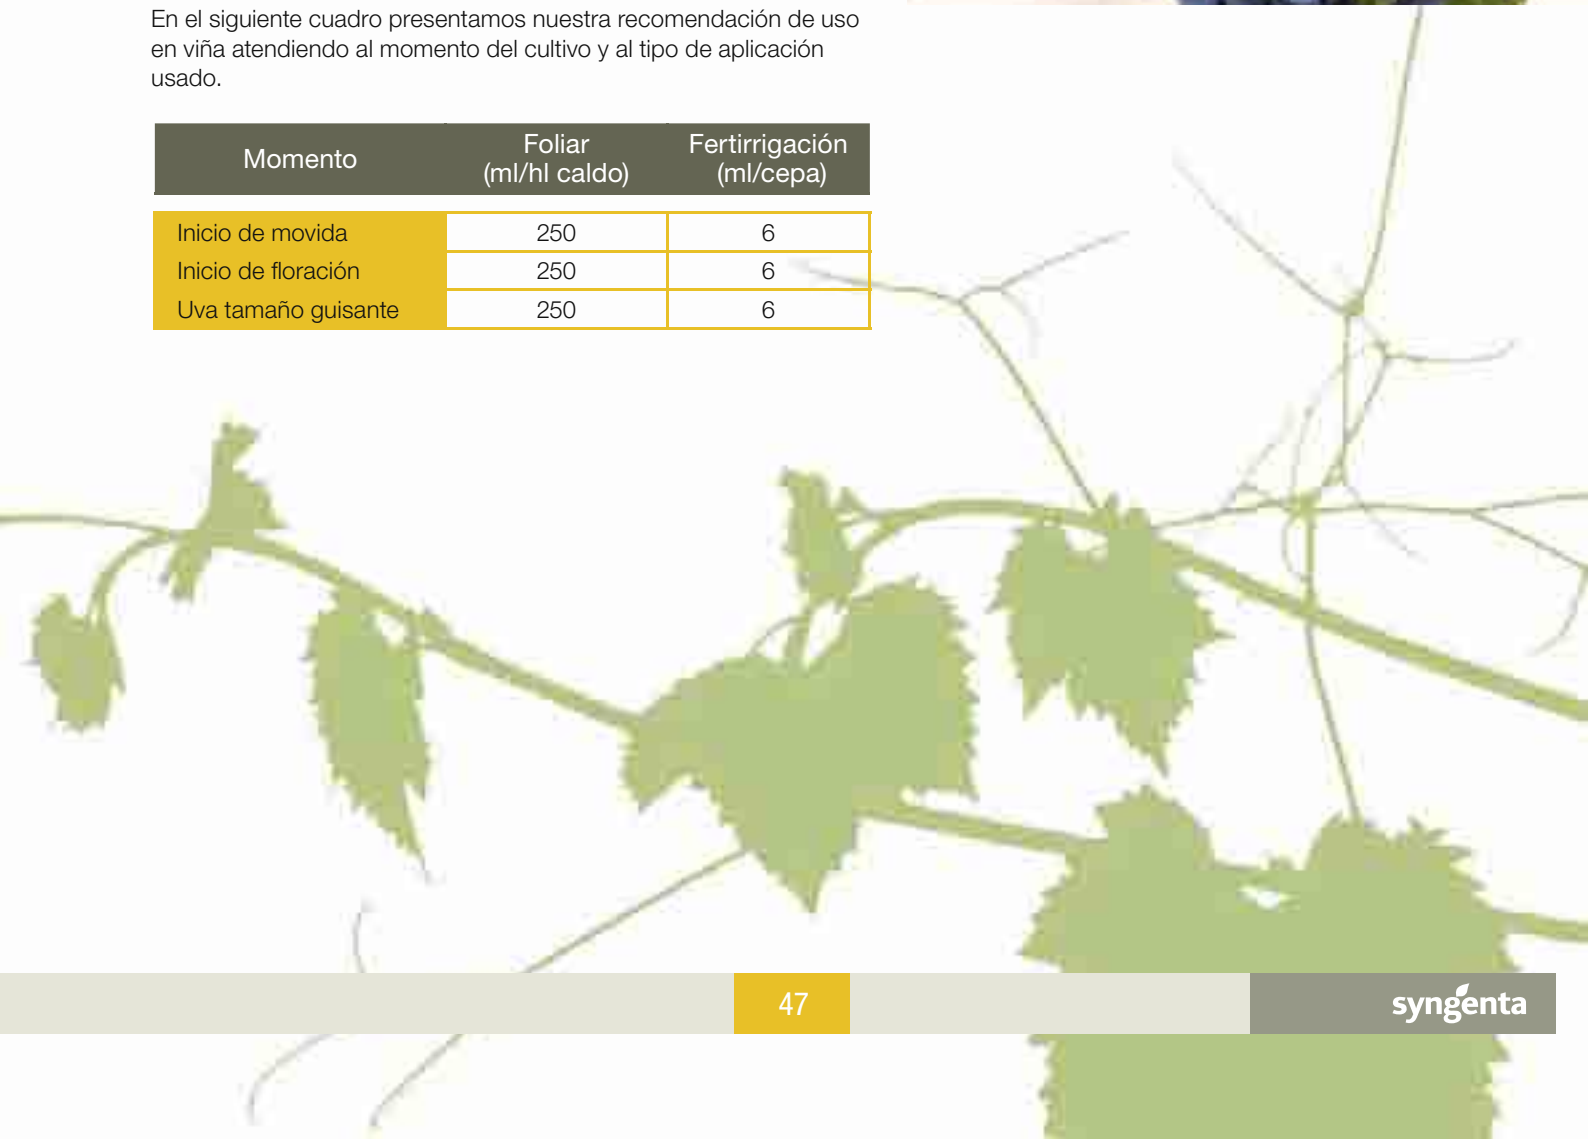 En el siguiente cuadro presentamos nuestra recomendación de uso
en viña atendiendo al momento del cultivo y al tipo de aplicación
usado.
Momento Foliar (ml/hl caldo) Fertirrigación (ml/cepa)
Inicio de movida 250 6
Inicio de floración 250 6
Uva tamaño guisante 250 6
47
syngenta